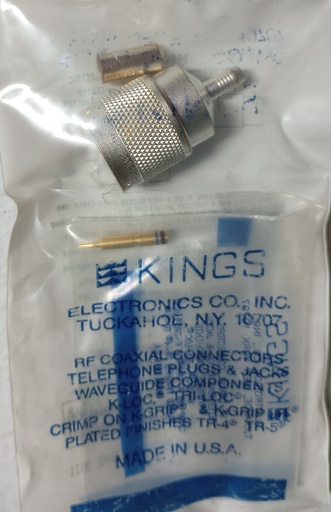 KINGS
ELECTRONICS CO., INC.
TUCKAHOE, N.Y. 10707
RF COAXIAL CONNECTORS
TELEPHONE PLUGS & JACKS
WAVEGUIDE COMPONENTS
K-LOC® TRI-LOC®
CRIMP ON K-GRIP® & K-GRIP
PLATED FINISHES TR-4® TR-5®
MADE IN U.S.A.